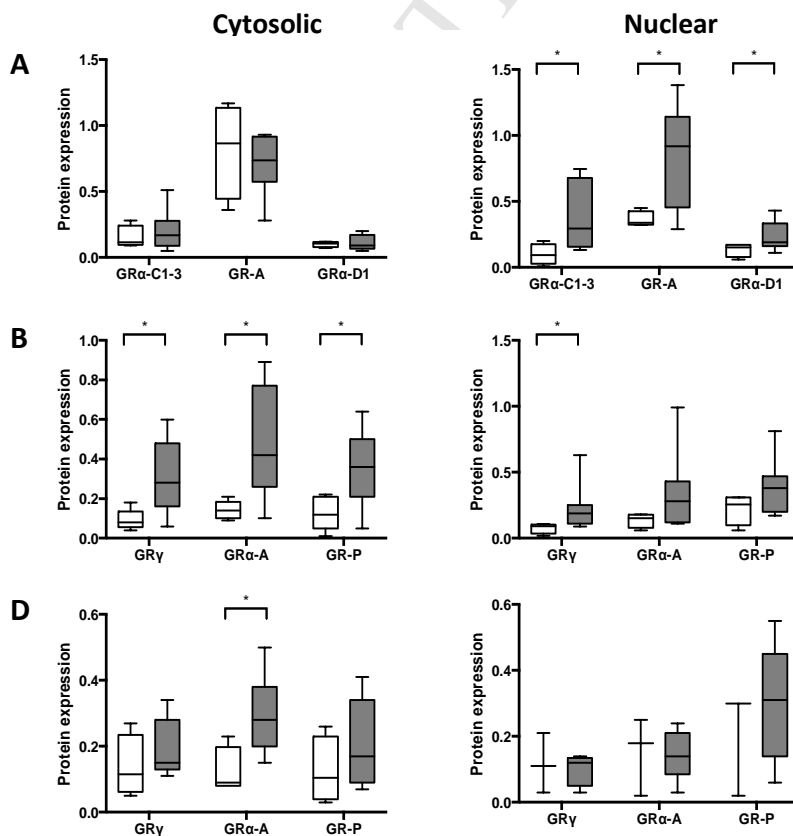 Cytosolic Nuclear
A
Protein expression
1.5
1.0
0.5
0.0
GRα-C1-3 GR-A GRα-D1
Protein expression
1.5
1.0
0.5
0.0
* * *
GRα-C1-3 GR-A GRα-D1
B
Protein expression
1.0
0.8
0.6
0.4
0.2
0.0
* * *
GRγ GRα-A GR-P
Protein expression
1.5
1.0
0.5
0.0
*
GRγ GRα-A GR-P
D
Protein expression
0.6
0.4
0.2
0.0
*
GRγ GRα-A GR-P
Protein expression
0.6
0.4
0.2
0.0
GRγ GRα-A GR-P